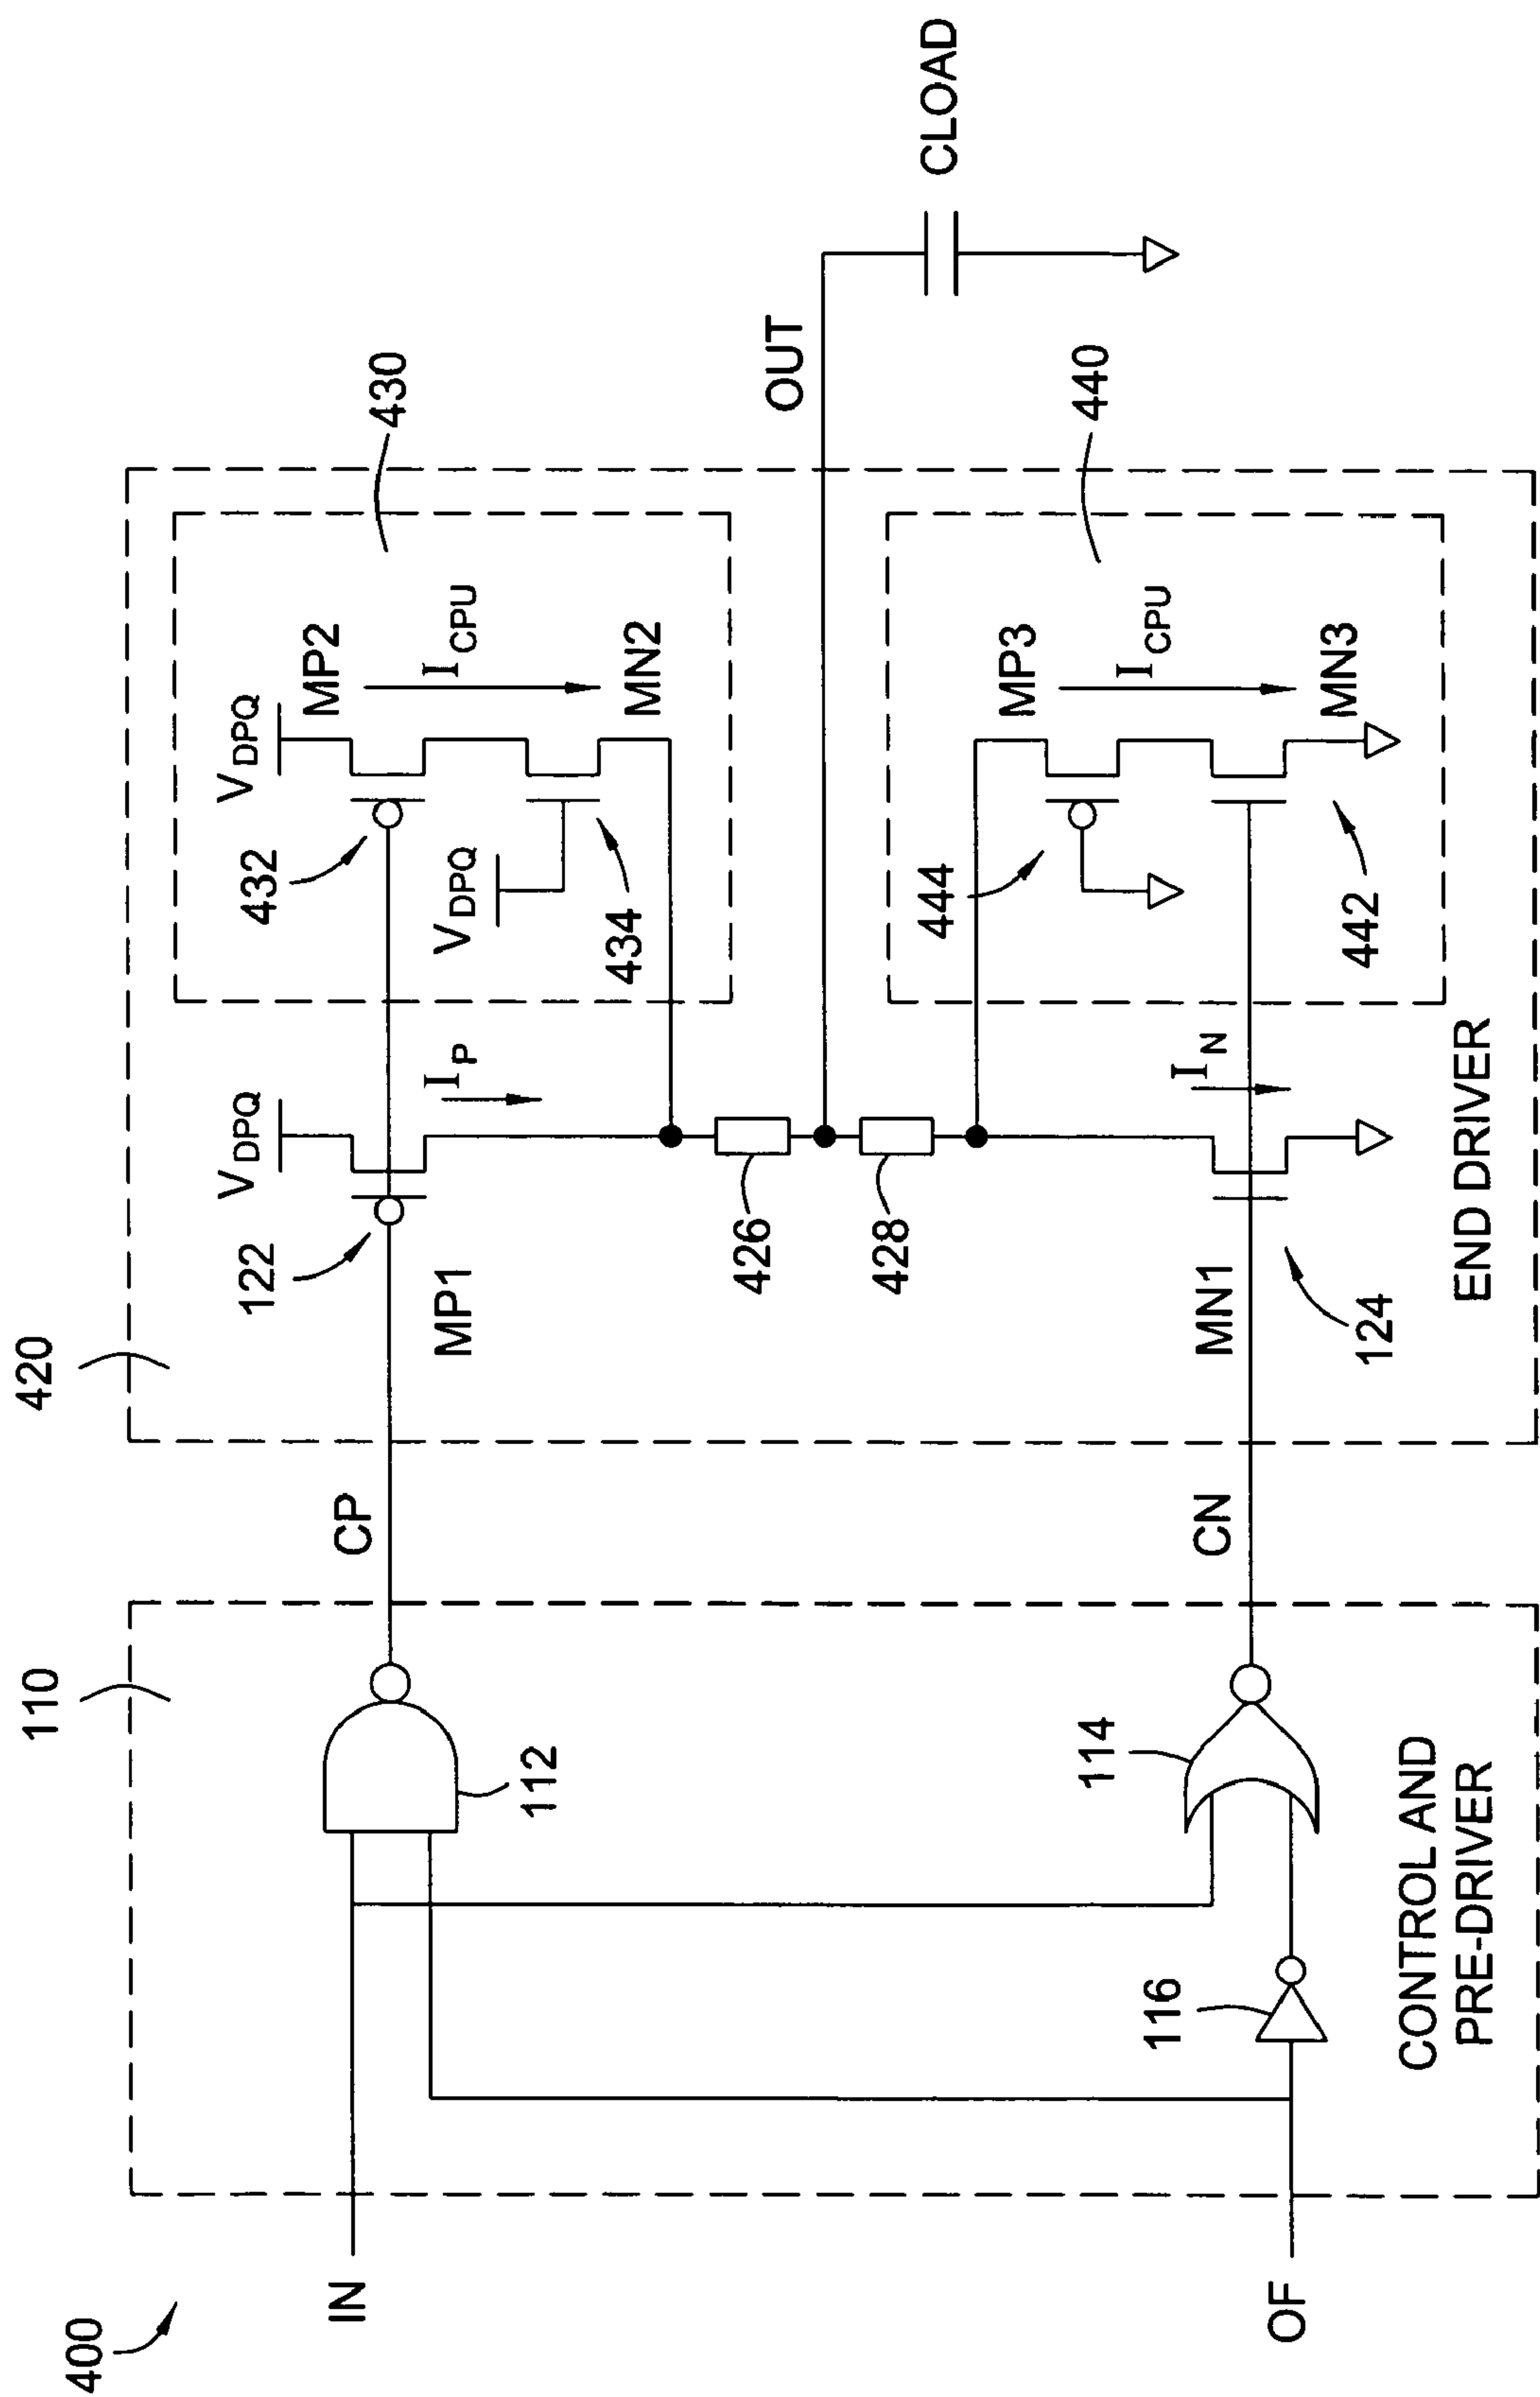 400
110
420
IN
OF
112
114
116
CONTROL AND
PRE-DRIVER
CP
CN
122
VDPQ
MP1
IP
426
428
MN1
IN
124
END DRIVER
430
VDPQ
MP2
432
ICPU
VDPQ
434
MN2
440
MP3
444
ICPU
MN3
442
OUT
CLOAD